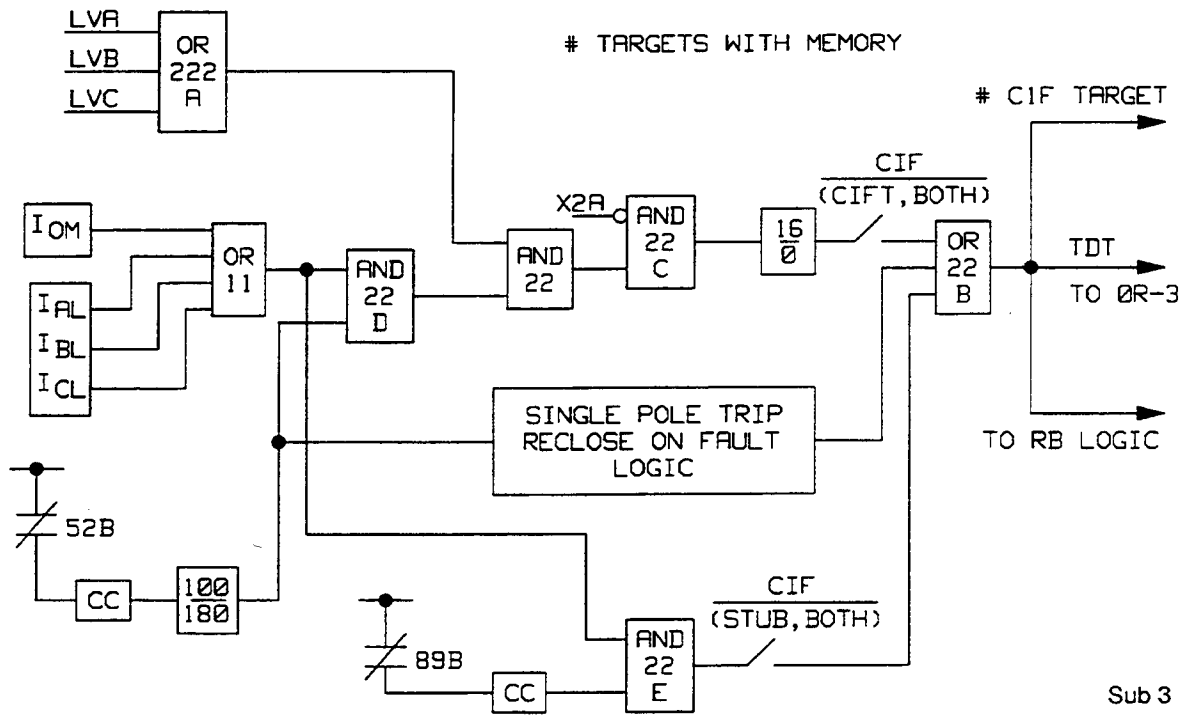 LVA
LVB
LVC
OR
222
A
# TARGETS WITH MEMORY
# CIF TARGET
CIF
(CIFT, BOTH)
X2A
AND
22
C
16
0
IOM
OR
11
AND
22
D
AND
22
OR
22
B
TDT
TO 0R-3
IAL
IBL
ICL
SINGLE POLE TRIP
RECLOSE ON FAULT
LOGIC
TO RB LOGIC
52B
CC
100
180
CIF
(STUB, BOTH)
89B
CC
AND
22
E
Sub 3